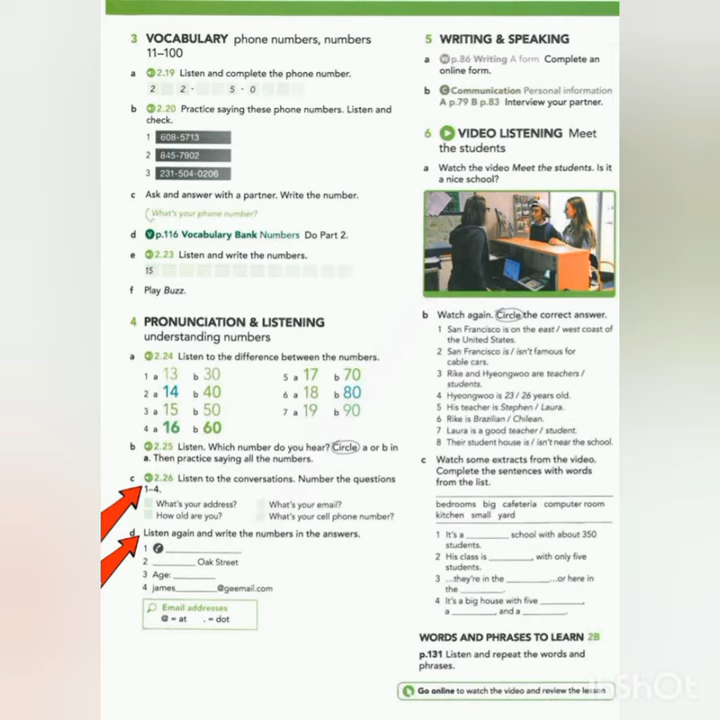 3 VOCABULARY phone numbers, numbers
11–100
a 2.19 Listen and complete the phone number.
2 2 - 5 - 0
b 2.20 Practice saying these phone numbers. Listen and
check.
1 608-5713
2 845-7902
3 231-504-0206
c Ask and answer with a partner. Write the number.
What's your phone number?
d V p.116 Vocabulary Bank Numbers Do Part 2.
e 2.23 Listen and write the numbers.
15
f Play Buzz.
4 PRONUNCIATION & LISTENING
understanding numbers
a 2.24 Listen to the difference between the numbers.
1 a 13 b 30
2 a 14 b 40
3 a 15 b 50
4 a 16 b 60
5 a 17 b 70
6 a 18 b 80
7 a 19 b 90
b 2.25 Listen. Which number do you hear? Circle a or b in
a. Then practice saying all the numbers.
c 2.26 Listen to the conversations. Number the questions
1–4.
What's your address? What's your email?
How old are you? What's your cell phone number?
d Listen again and write the numbers in the answers.
1 ____________
2 ________ Oak Street
3 Age: ________
4 james________@geemail.com
Email addresses
@ = at . = dot
5 WRITING & SPEAKING
a W p.86 Writing A form Complete an
online form.
b C Communication Personal information
A p.79 B p.83 Interview your partner.
6 VIDEO LISTENING Meet
the students
a Watch the video Meet the students. Is it
a nice school?
b Watch again. Circle the correct answer.
1 San Francisco is on the east / west coast of
the United States.
2 San Francisco is / isn't famous for
cable cars.
3 Rike and Hyeongwoo are teachers /
students.
4 Hyeongwoo is 23 / 26 years old.
5 His teacher is Stephen / Laura.
6 Rike is Brazilian / Chilean.
7 Laura is a good teacher / student.
8 Their student house is / isn't near the school.
c Watch some extracts from the video.
Complete the sentences with words
from the list.
bedrooms big cafeteria computer room
kitchen small yard
1 It's a ________ school with about 350
students.
2 His class is ________, with only five
students.
3 ...they're in the ________...or here in
the ________.
4 It's a big house with five ________,
a ________, and a ________.
WORDS AND PHRASES TO LEARN 2B
p.131 Listen and repeat the words and
phrases.
Go online to watch the video and review the lesson
InShOt